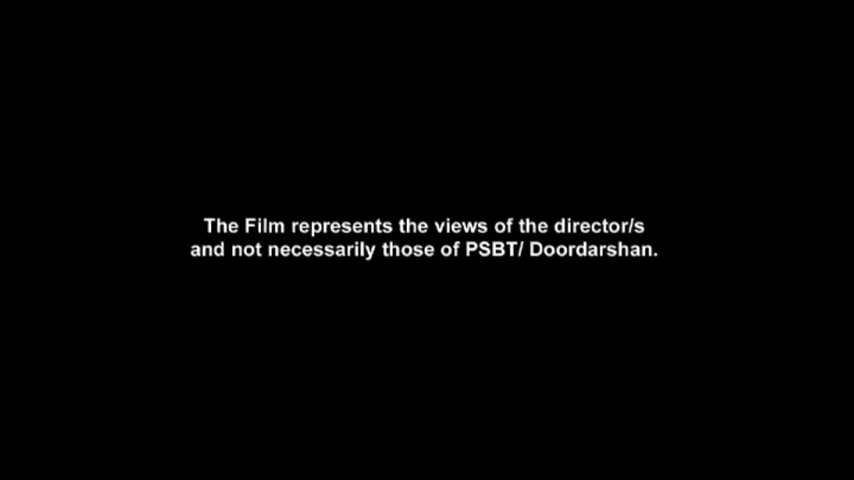 The Film represents the views of the director/s
and not necessarily those of PSBT/ Doordarshan.